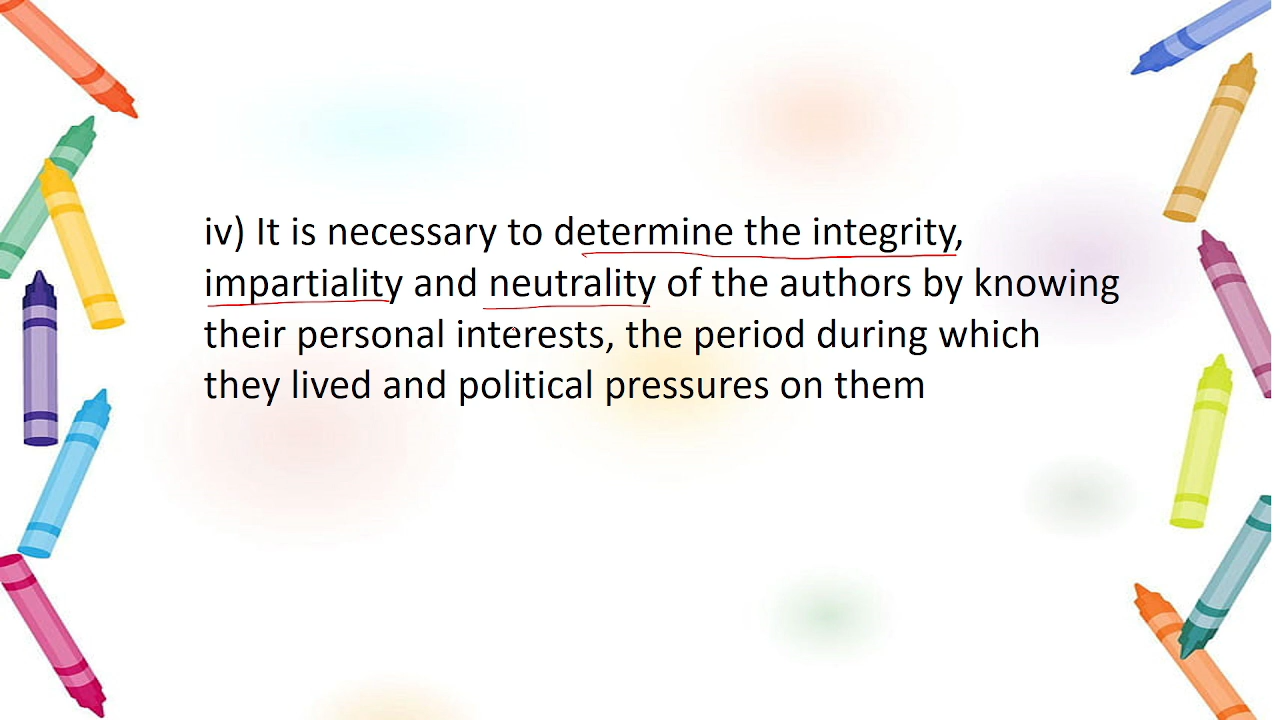 iv) It is necessary to determine the integrity,
impartiality and neutrality of the authors by knowing
their personal interests, the period during which
they lived and political pressures on them